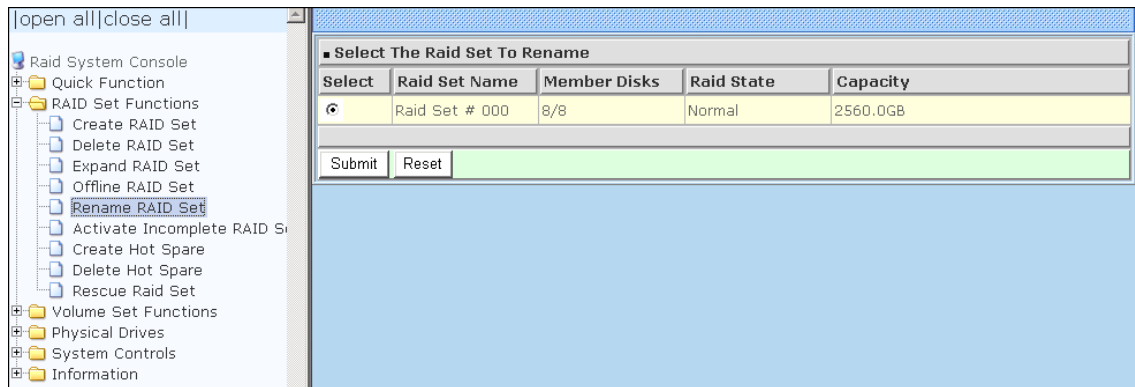 |open all|close all|
Raid System Console
Quick Function
RAID Set Functions
Create RAID Set
Delete RAID Set
Expand RAID Set
Offline RAID Set
Rename RAID Set
Activate Incomplete RAID S
Create Hot Spare
Delete Hot Spare
Rescue Raid Set
Volume Set Functions
Physical Drives
System Controls
Information
Select The Raid Set To Rename
Select Raid Set Name Member Disks Raid State Capacity
Raid Set # 000 8/8 Normal 2560.0GB
Submit Reset